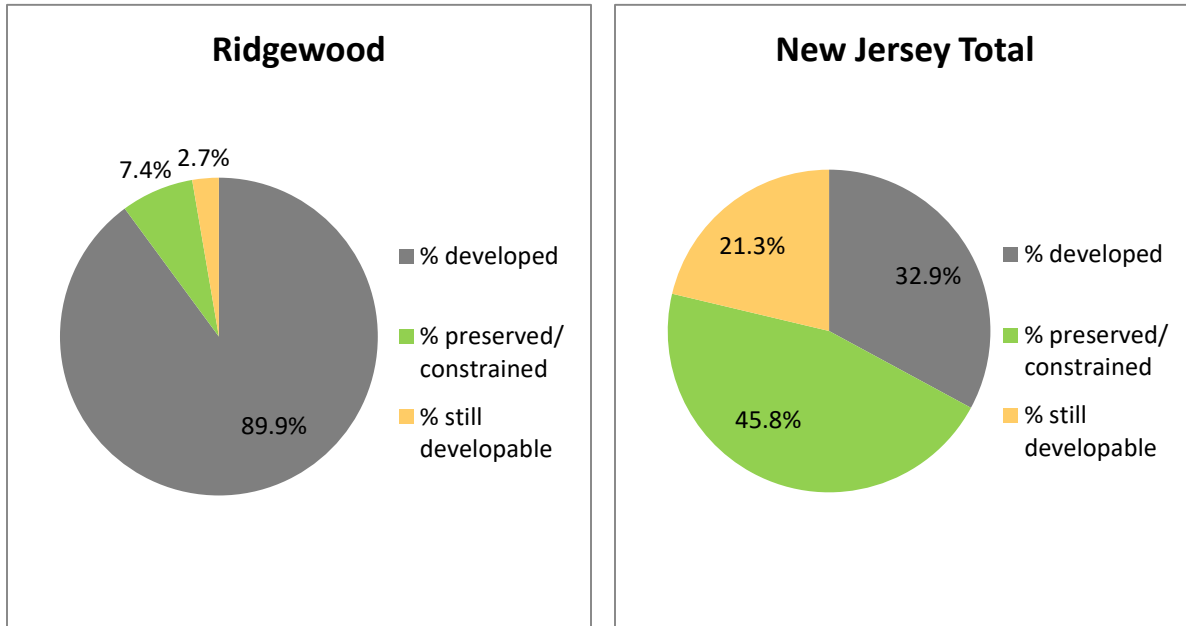 Ridgewood
7.4%
2.7%
89.9%
% developed
% preserved/
constrained
% still
developable
New Jersey Total
21.3%
32.9%
45.8%
% developed
% preserved/
constrained
% still
developable